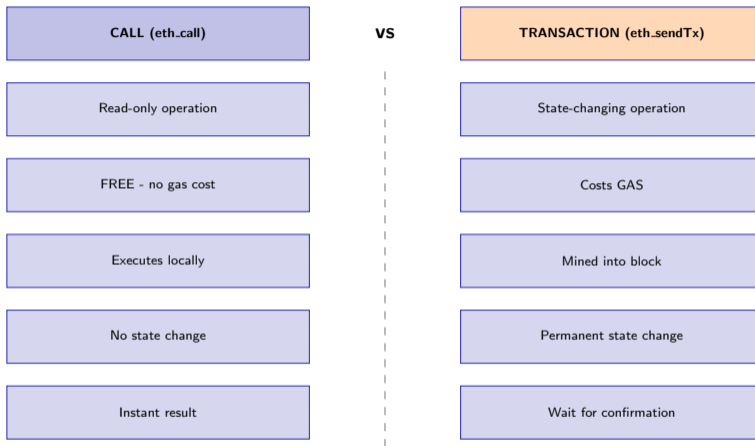 CALL (eth_call)
VS
TRANSACTION (eth_sendTx)
Read-only operation
State-changing operation
FREE - no gas cost
Costs GAS
Executes locally
Mined into block
No state change
Permanent state change
Instant result
Wait for confirmation